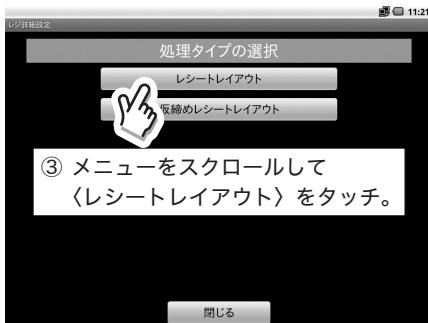 11:21
レジ詳細設定
処理タイプの選択
レシートレイアウト
仮締めレシートレイアウト
③ メニューをスクロールして
〈レシートレイアウト〉をタッチ。
閉じる